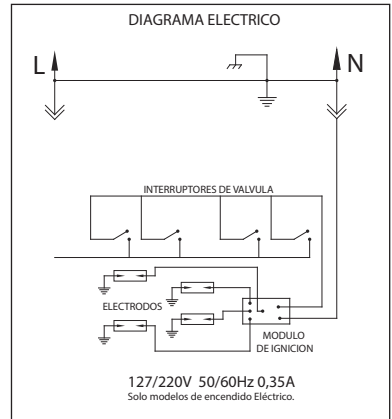 DIAGRAMA ELECTRICO
L
N
INTERRUPTORES DE VALVULA
ELECTRODOS
MODULO
DE IGNICION
127/220V 50/60Hz 0,35A
Solo modelos de encendido Eléctrico.